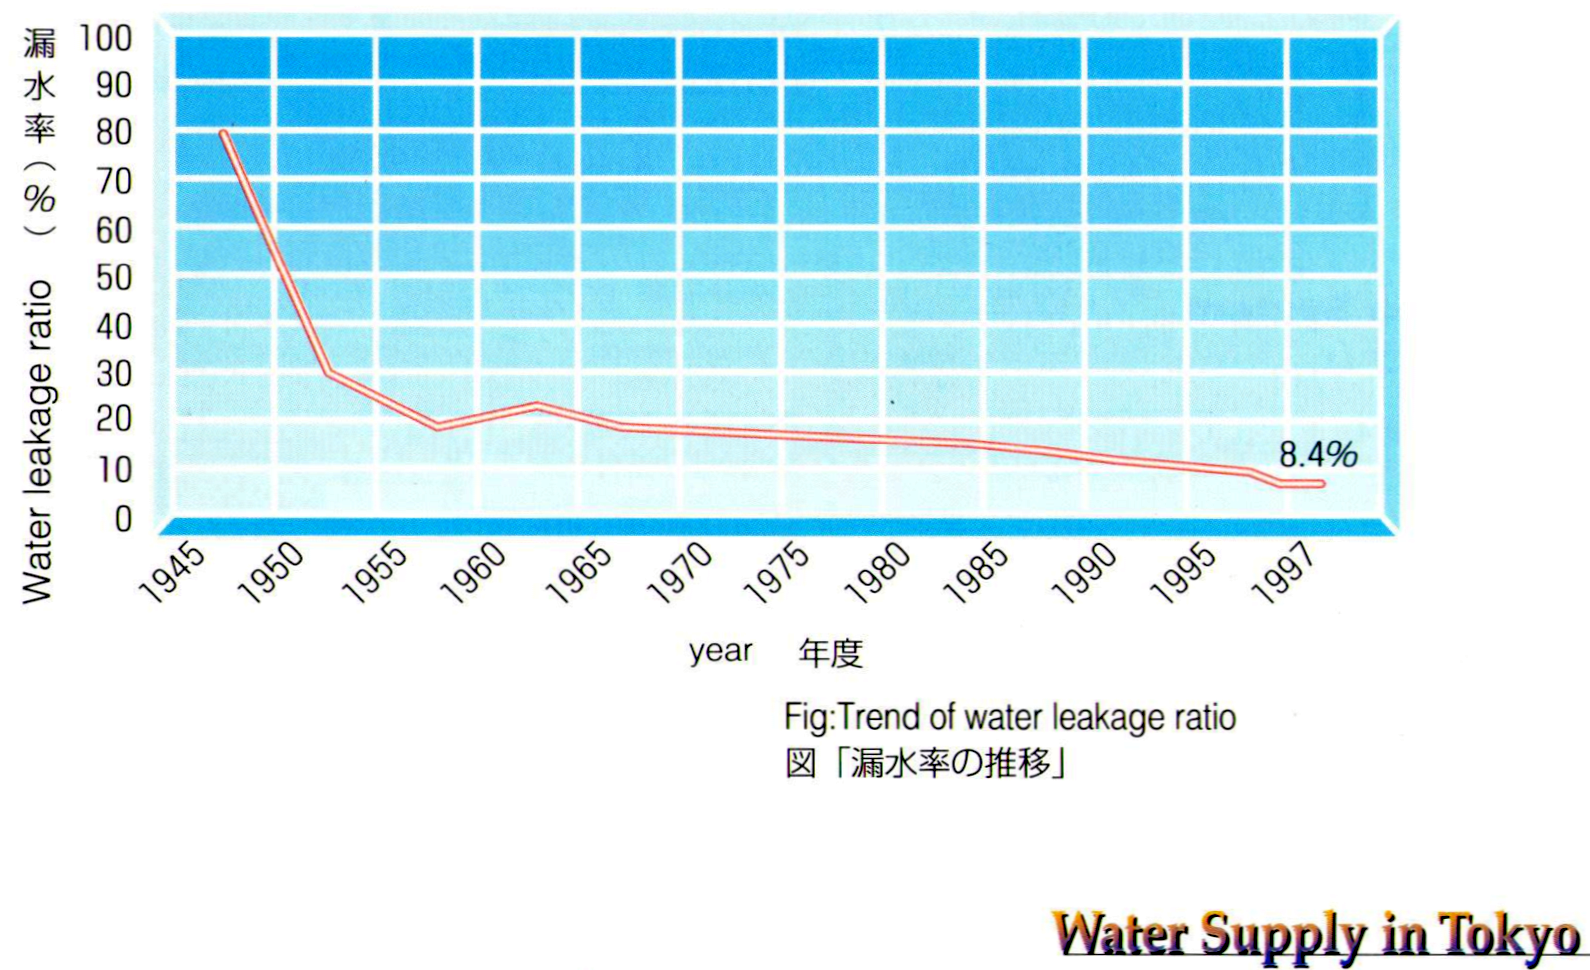 漏水率(%)
Water leakage ratio
100
90
80
70
60
50
40
30
20
10
0
8.4%
1945 1950 1955 1960 1965 1970 1975 1980 1985 1990 1995 1997
year 年度
Fig:Trend of water leakage ratio
図「漏水率の推移」
Water Supply in Tokyo